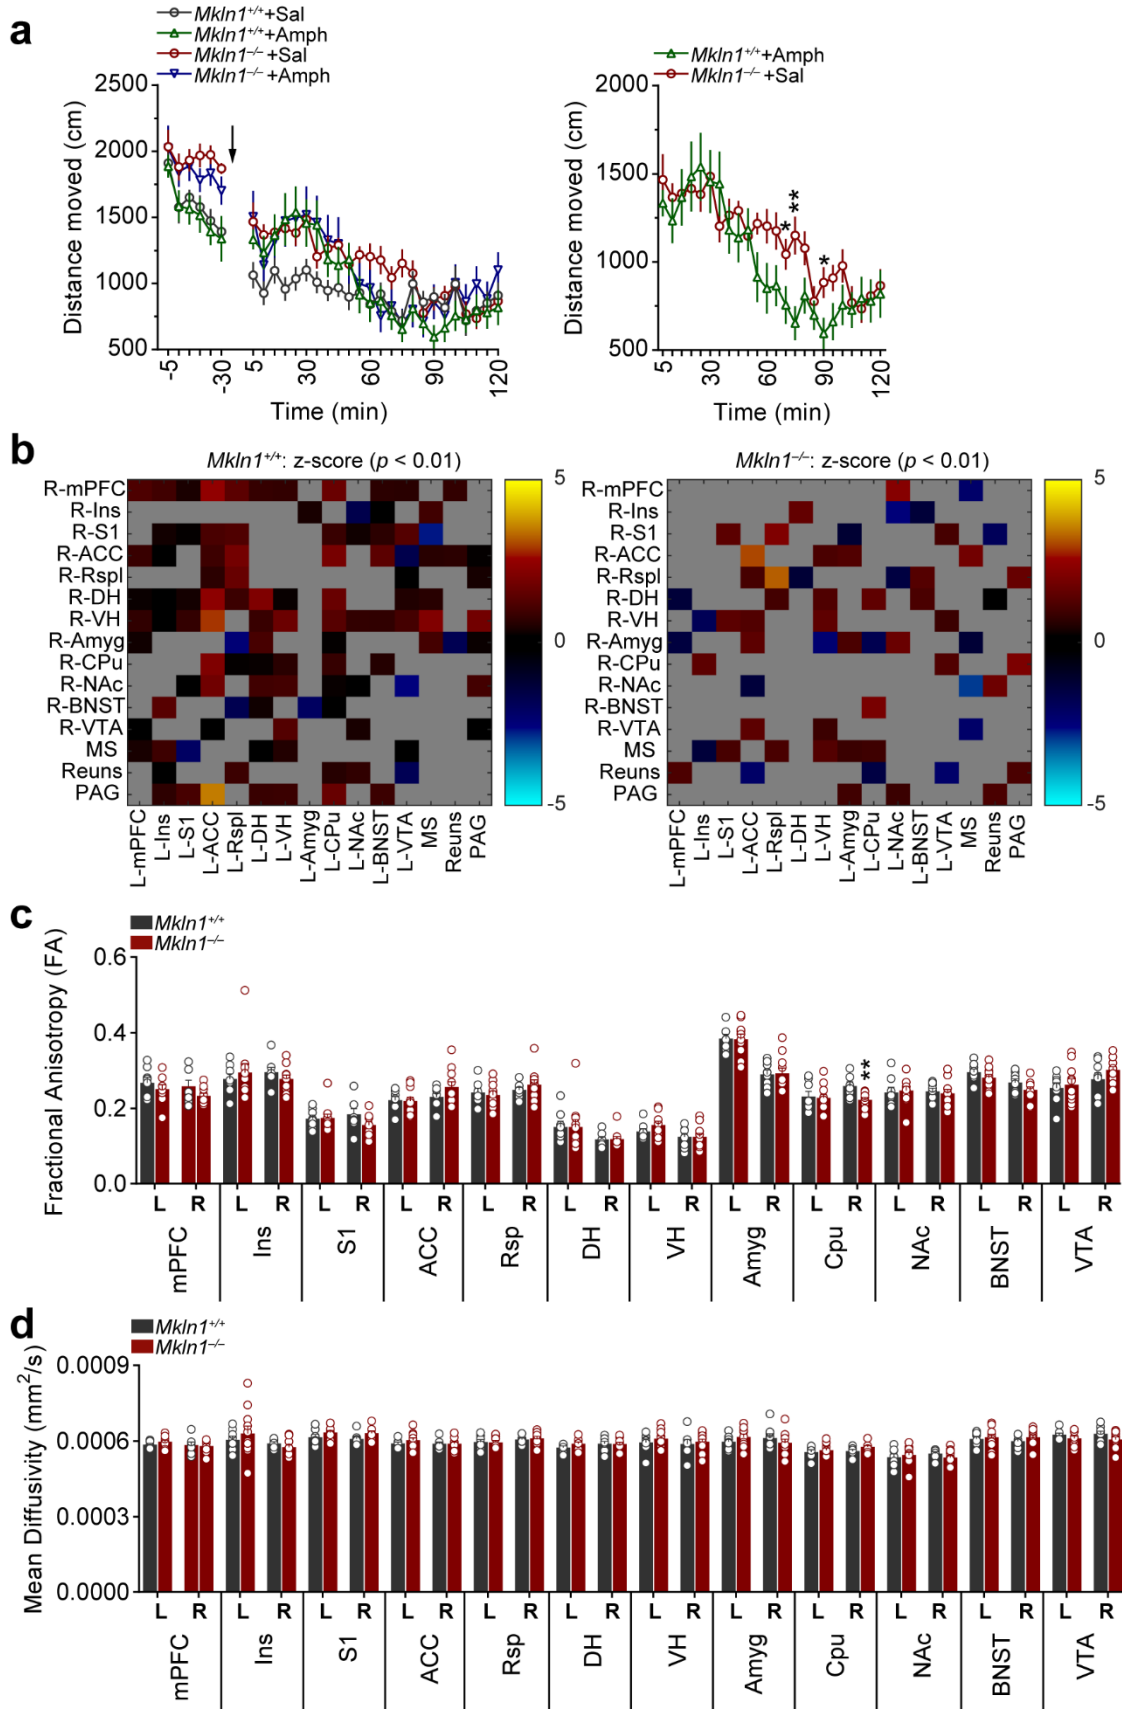 a
Mkln1+/++Sal
Mkln1+/++Amph
Mkln1–/–+Sal
Mkln1–/–+Amph
Distance moved (cm)
2500
2000
1500
1000
500
-5
-30
5
30
60
90
120
Time (min)
Mkln1+/++Amph
Mkln1–/–+Sal
Distance moved (cm)
2000
1500
1000
500
*
**
*
5
30
60
90
120
Time (min)
b
Mkln1+/+: z-score (p < 0.01)
R-mPFC
R-Ins
R-S1
R-ACC
R-Rspl
R-DH
R-VH
R-Amyg
R-CPu
R-NAc
R-BNST
R-VTA
MS
Reuns
PAG
L-mPFC
L-Ins
L-S1
L-ACC
L-Rspl
L-DH
L-VH
L-Amyg
L-CPu
L-NAc
L-BNST
L-VTA
MS
Reuns
PAG
5
0
-5
Mkln1–/–: z-score (p < 0.01)
R-mPFC
R-Ins
R-S1
R-ACC
R-Rspl
R-DH
R-VH
R-Amyg
R-CPu
R-NAc
R-BNST
R-VTA
MS
Reuns
PAG
L-mPFC
L-Ins
L-S1
L-ACC
L-Rspl
L-DH
L-VH
L-Amyg
L-CPu
L-NAc
L-BNST
L-VTA
MS
Reuns
PAG
5
0
-5
c
Mkln1+/+
Mkln1–/–
Fractional Anisotropy (FA)
0.6
0.4
0.2
0.0
**
L R L R L R L R L R L R L R L R L R L R L R L R
mPFC
Ins
S1
ACC
Rsp
DH
VH
Amyg
Cpu
NAc
BNST
VTA
d
Mkln1+/+
Mkln1–/–
Mean Diffusivity (mm²/s)
0.0009
0.0006
0.0003
0.0000
L R L R L R L R L R L R L R L R L R L R L R L R
mPFC
Ins
S1
ACC
Rsp
DH
VH
Amyg
Cpu
NAc
BNST
VTA